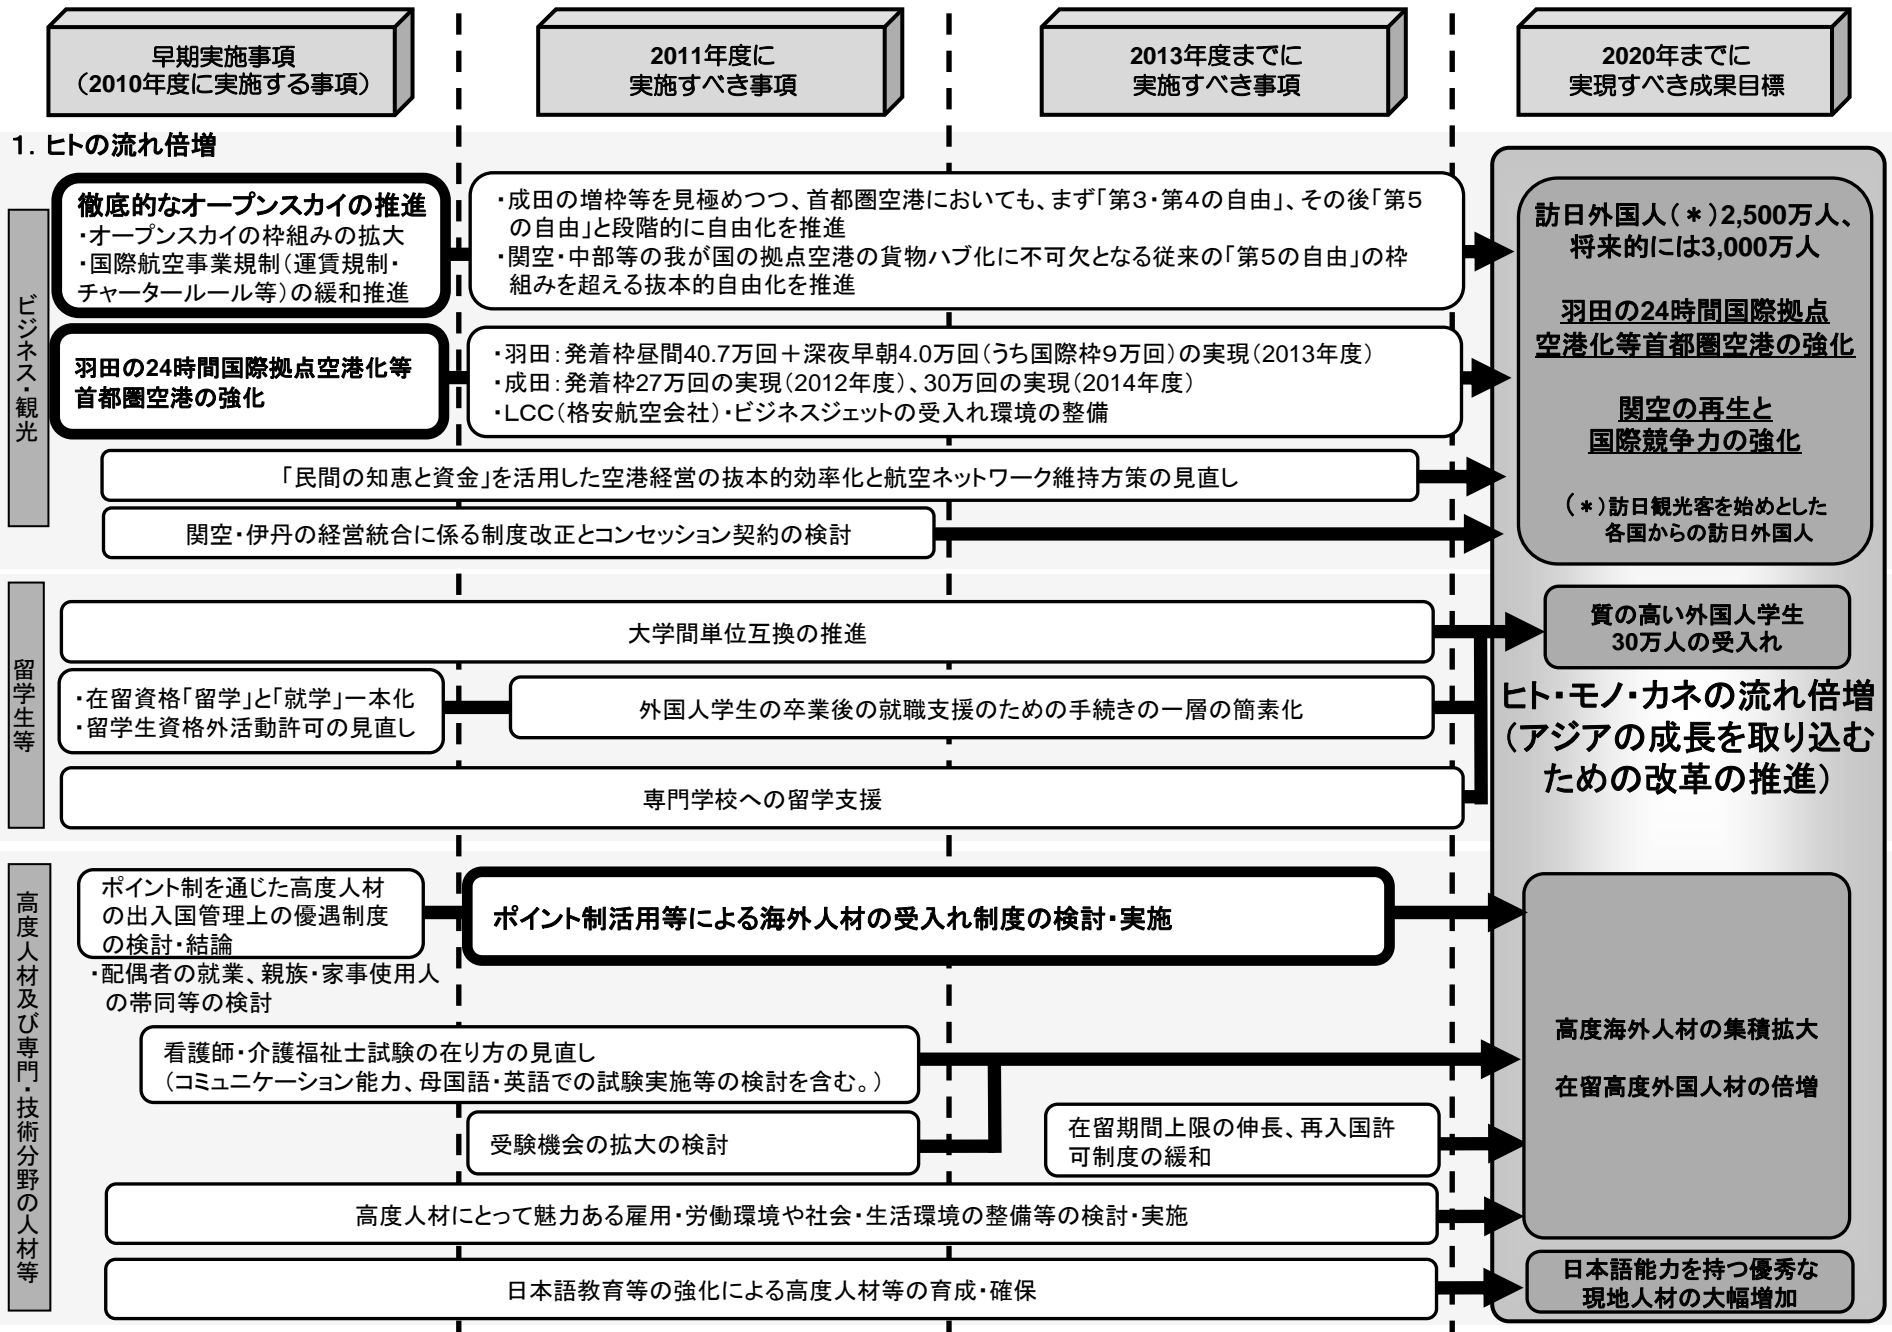 早期実施事項
（2010年度に実施する事項）
2011年度に
実施すべき事項
2013年度までに
実施すべき事項
2020年までに
実現すべき成果目標
１．ヒトの流れ倍増
ビジネス・観光
徹底的なオープンスカイの推進
・オープンスカイの枠組みの拡大
・国際航空事業規制（運賃規制・
チャータールール等）の緩和推進
・成田の増枠等を見極めつつ、首都圏空港においても、まず「第３・第４の自由」、その後「第５
の自由」と段階的に自由化を推進
・関空・中部等の我が国の拠点空港の貨物ハブ化に不可欠となる従来の「第５の自由」の枠
組みを超える抜本的自由化を推進
羽田の24時間国際拠点空港化等
首都圏空港の強化
・羽田：発着枠昼間40.7万回＋深夜早朝4.0万回（うち国際枠９万回）の実現（2013年度）
・成田：発着枠27万回の実現（2012年度）、30万回の実現（2014年度）
・LCC（格安航空会社）・ビジネスジェットの受入れ環境の整備
「民間の知恵と資金」を活用した空港経営の抜本的効率化と航空ネットワーク維持方策の見直し
関空・伊丹の経営統合に係る制度改正とコンセッション契約の検討
訪日外国人（＊）2,500万人、
将来的には3,000万人
羽田の24時間国際拠点
空港化等首都圏空港の強化
関空の再生と
国際競争力の強化
（＊）訪日観光客を始めとした
各国からの訪日外国人
留学生等
大学間単位互換の推進
・在留資格「留学」と「就学」一本化
・留学生資格外活動許可の見直し
外国人学生の卒業後の就職支援のための手続きの一層の簡素化
専門学校への留学支援
質の高い外国人学生
30万人の受入れ
ヒト・モノ・カネの流れ倍増
（アジアの成長を取り込む
ための改革の推進）
高度人材及び専門・技術分野の人材等
ポイント制を通じた高度人材
の出入国管理上の優遇制度
の検討・結論
・配偶者の就業、親族・家事使用人
の帯同等の検討
ポイント制活用等による海外人材の受入れ制度の検討・実施
看護師・介護福祉士試験の在り方の見直し
（コミュニケーション能力、母国語・英語での試験実施等の検討を含む。）
受験機会の拡大の検討
在留期間上限の伸長、再入国許
可制度の緩和
高度人材にとって魅力ある雇用・労働環境や社会・生活環境の整備等の検討・実施
日本語教育等の強化による高度人材等の育成・確保
高度海外人材の集積拡大
在留高度外国人材の倍増
日本語能力を持つ優秀な
現地人材の大幅増加